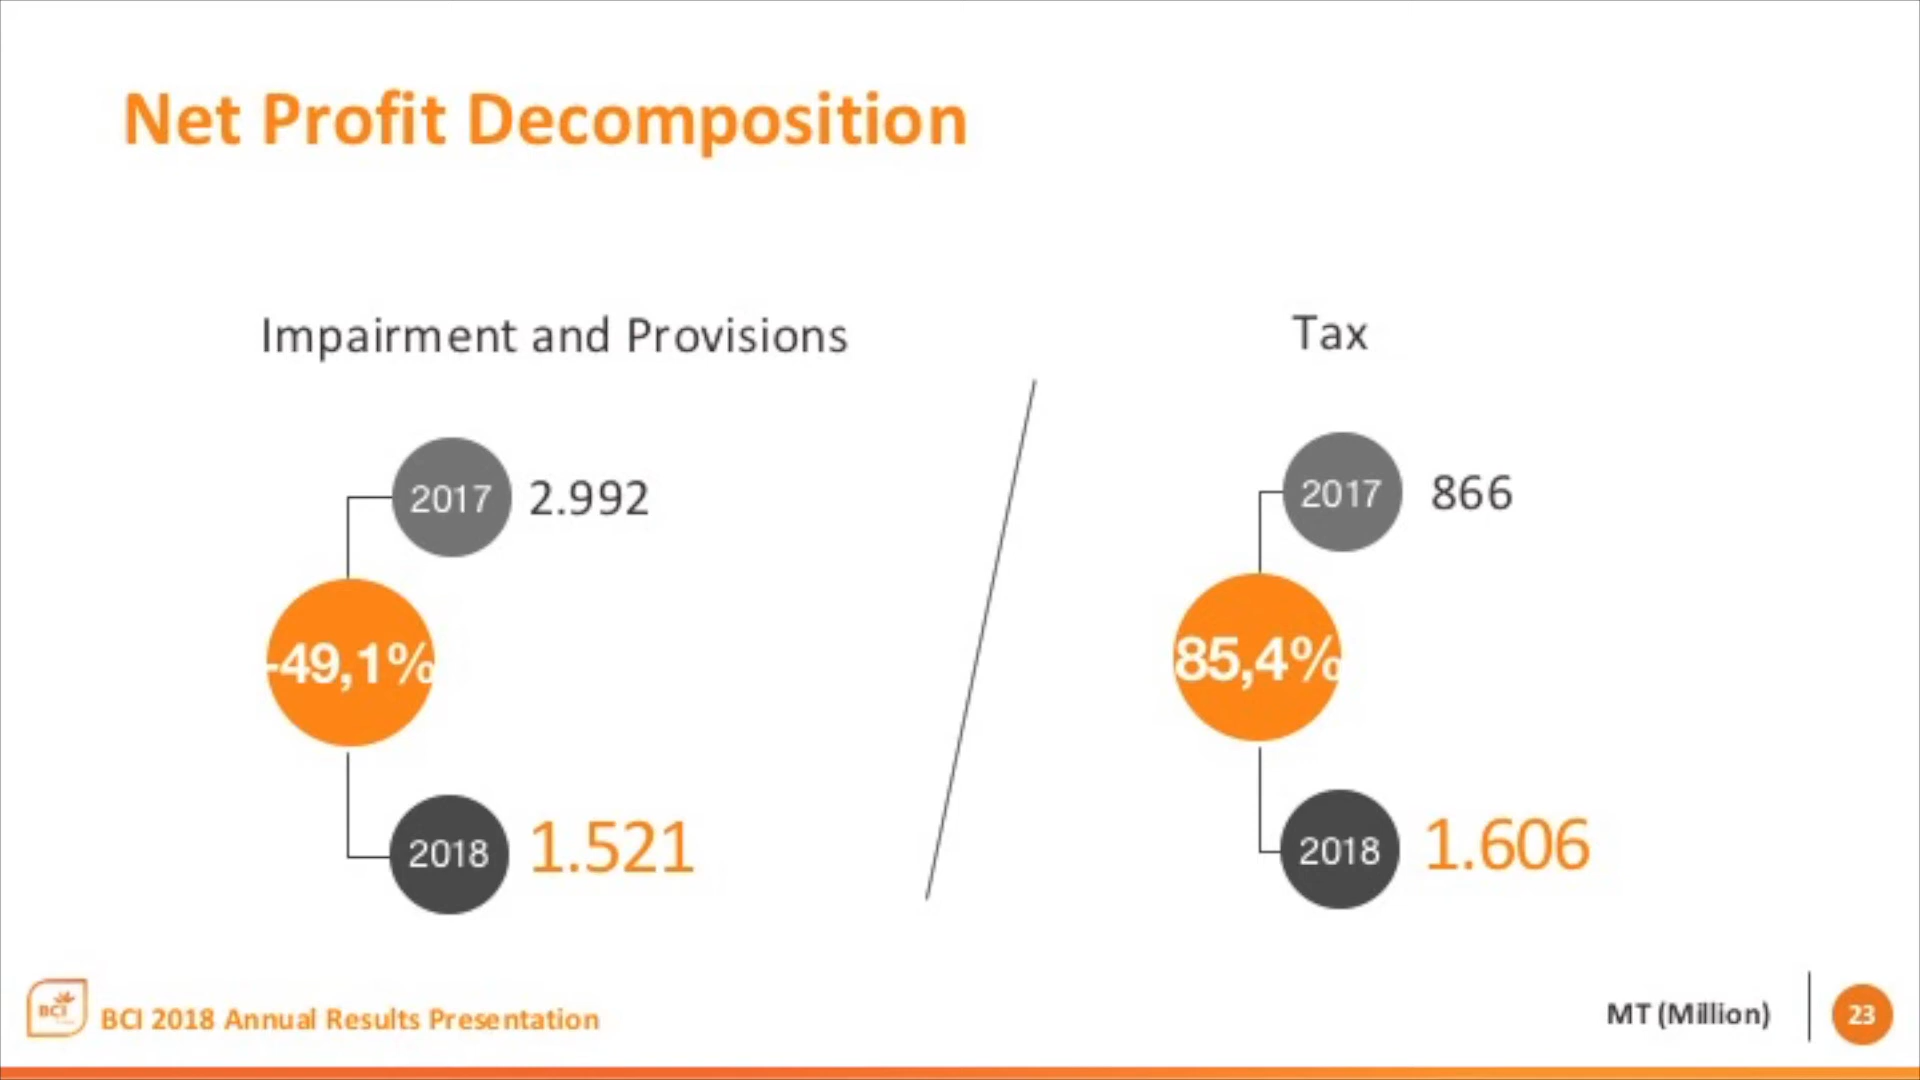 Net Profit Decomposition
Impairment and Provisions
2017 2.992
-49,1%
2018 1.521
Tax
2017 866
85,4%
2018 1.606
BCI
BCI 2018 Annual Results Presentation
MT (Million)
23